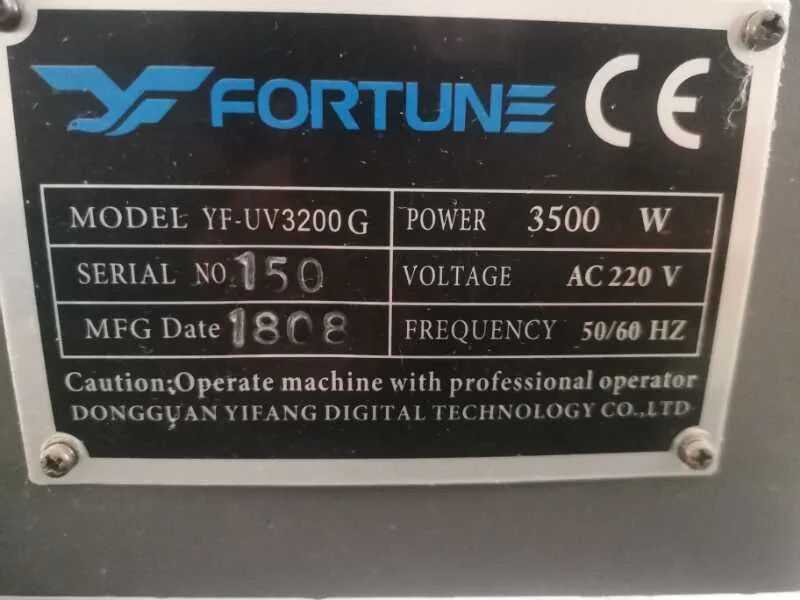 YF FORTUNE CE
MODEL YF-UV3200G POWER 3500 W
SERIAL NO 150 VOLTAGE AC 220 V
MFG Date 1808 FREQUENCY 50/60 HZ
Caution:Operate machine with professional operator
DONGGUAN YIFANG DIGITAL TECHNOLOGY CO.,LTD